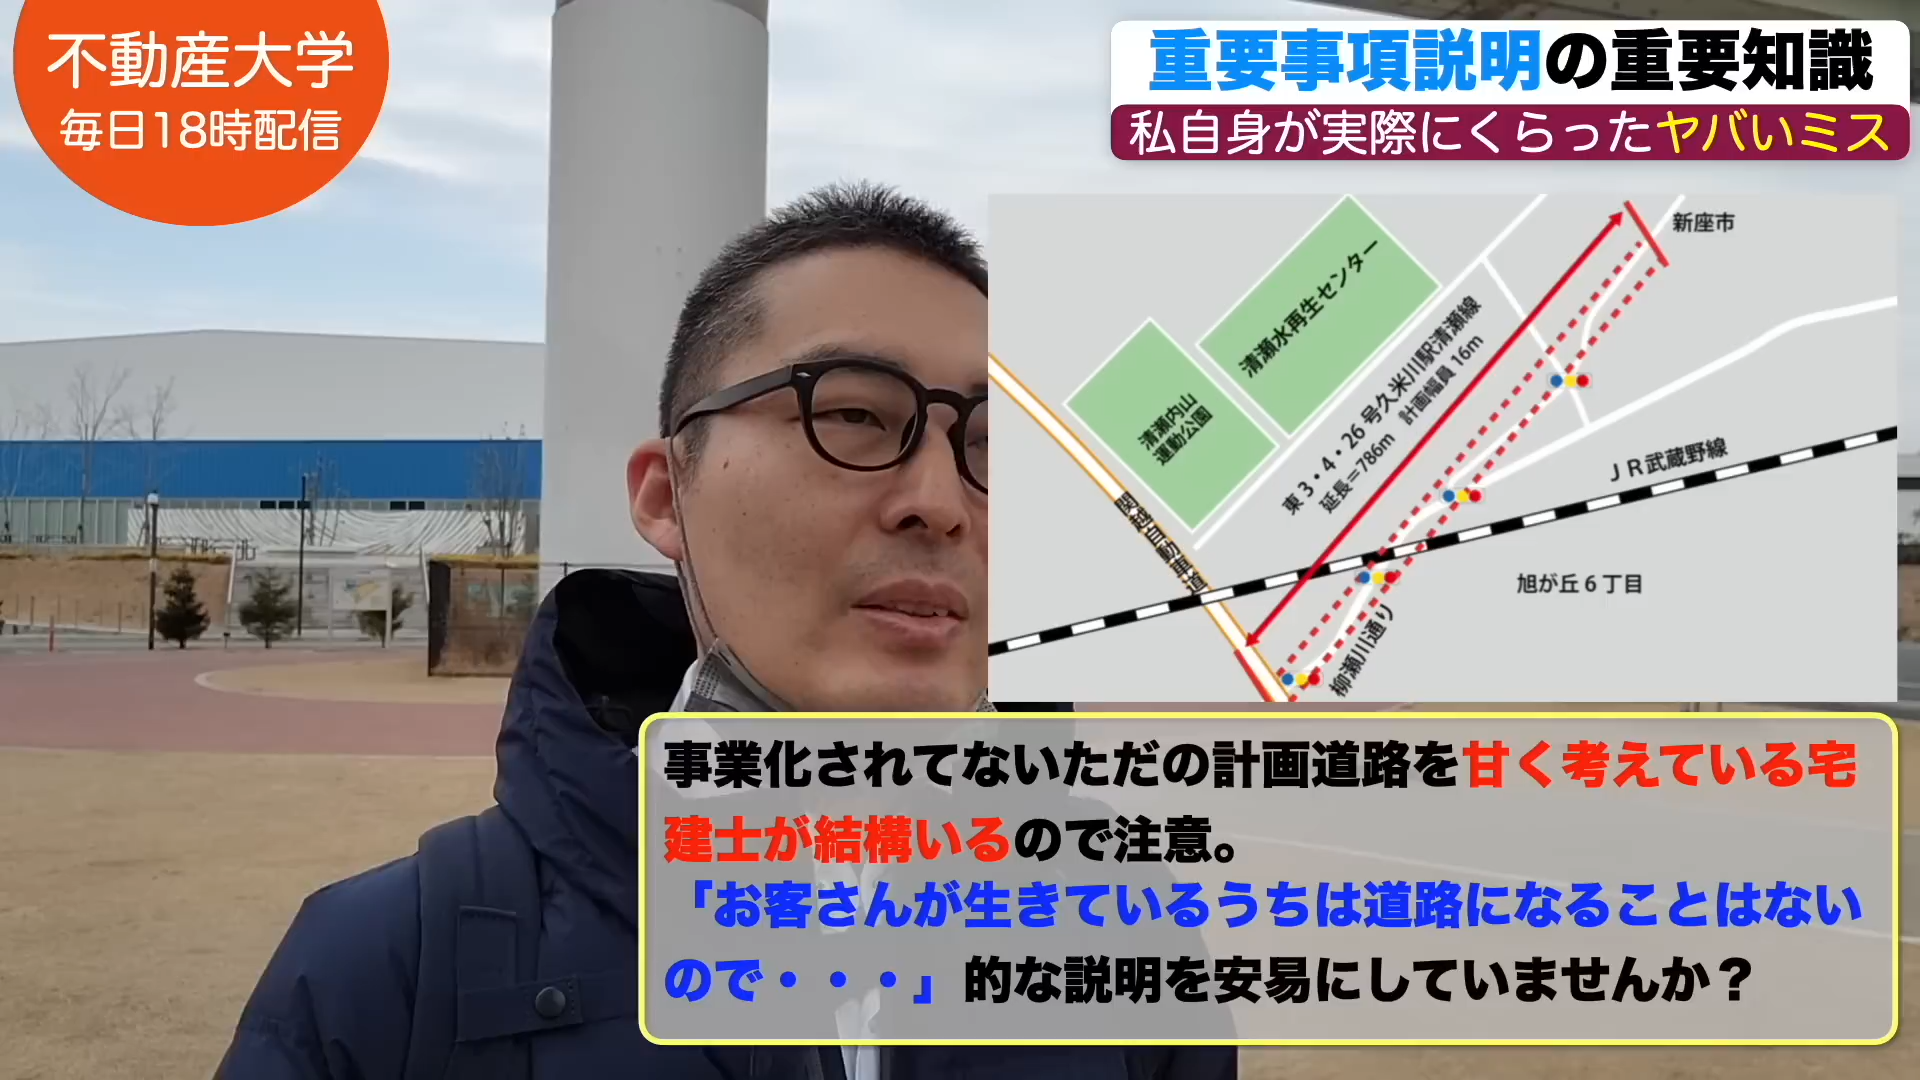 不動産大学
毎日18時配信
重要事項説明の重要知識
私自身が実際にくらったヤバいミス
新座市
清瀬水再生センター
清瀬内山
運動公園
東3・4・26号久米川駅清瀬線
延長=786m 計画幅員16m
関越自動車道
JR武蔵野線
旭が丘6丁目
柳瀬川通り
事業化されてないただの計画道路を甘く考えている宅
建士が結構いるので注意。
「お客さんが生きているうちは道路になることはない
ので・・・」的な説明を安易にしていませんか？